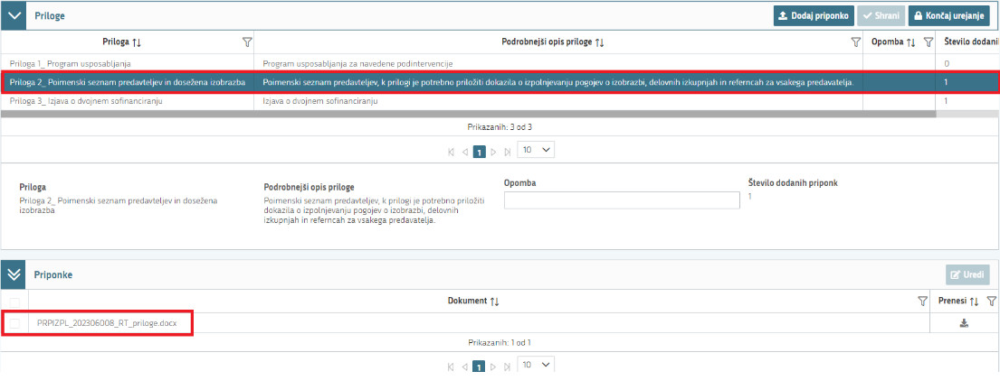 Priloge
Dodaj priponko
Shrani
Končaj urejanje
Priloga
Podrobnejši opis priloge
Opomba
Število dodani
Priloga 1_ Program usposabljanja
Program usposabljanja za navedene podintervencije
0
Priloga 2_ Poimenski seznam predavteljev in dosežena izobrazba
Poimenski seznam predavteljev, k prilogi je potrebno priložiti dokazila o izpolnjevanju pogojev o izobrazbi, delovnih izkupnjah in referncah za vsakega predavatelja.
1
Priloga 3_ Izjava o dvojnem sofinanciranju
Izjava o dvojnem sofinanciranju
1
Prikazanih: 3 od 3
1
10
Priloga
Priloga 2_ Poimenski seznam predavteljev in dosežena
izobrazba
Podrobnejši opis priloge
Poimenski seznam predavteljev, k prilogi je potrebno priložiti
dokazila o izpolnjevanju pogojev o izobrazbi, delovnih
izkupnjah in referncah za vsakega predavatelja.
Opomba
Število dodanih priponk
1
Priponke
Uredi
Dokument
Prenesi
PRPIZPL_202306008_RT_priloge.docx
Prikazanih: 1 od 1
1
10